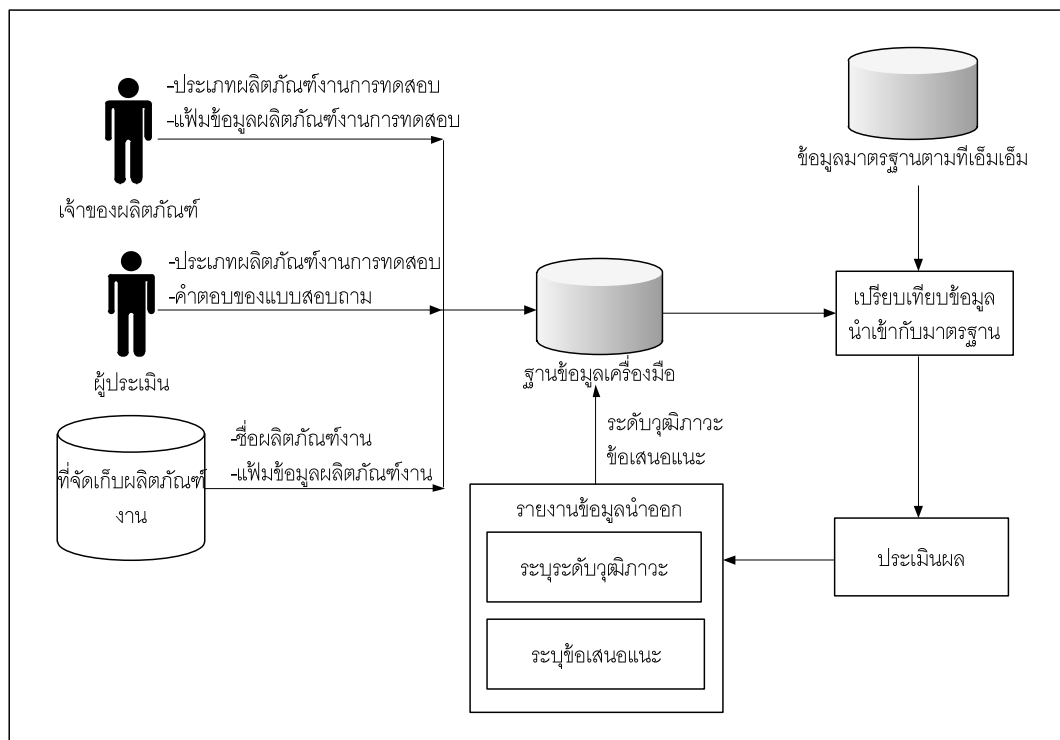 -ประเภทผลิตภัณฑ์งานการทดสอบ
-แฟ้มข้อมูลผลิตภัณฑ์งานการทดสอบ
เจ้าของผลิตภัณฑ์
ข้อมูลมาตรฐานตามทีเอ็มเอ็ม
-ประเภทผลิตภัณฑ์งานการทดสอบ
-คำตอบของแบบสอบถาม
ผู้ประเมิน
ฐานข้อมูลเครื่องมือ
เปรียบเทียบข้อมูล
นำเข้ากับมาตรฐาน
-ชื่อผลิตภัณฑ์งาน
-แฟ้มข้อมูลผลิตภัณฑ์งาน
ที่จัดเก็บผลิตภัณฑ์
งาน
ระดับวุฒิภาวะ
ข้อเสนอแนะ
รายงานข้อมูลนำออก
ระบุระดับวุฒิภาวะ
ระบุข้อเสนอแนะ
ประเมินผล